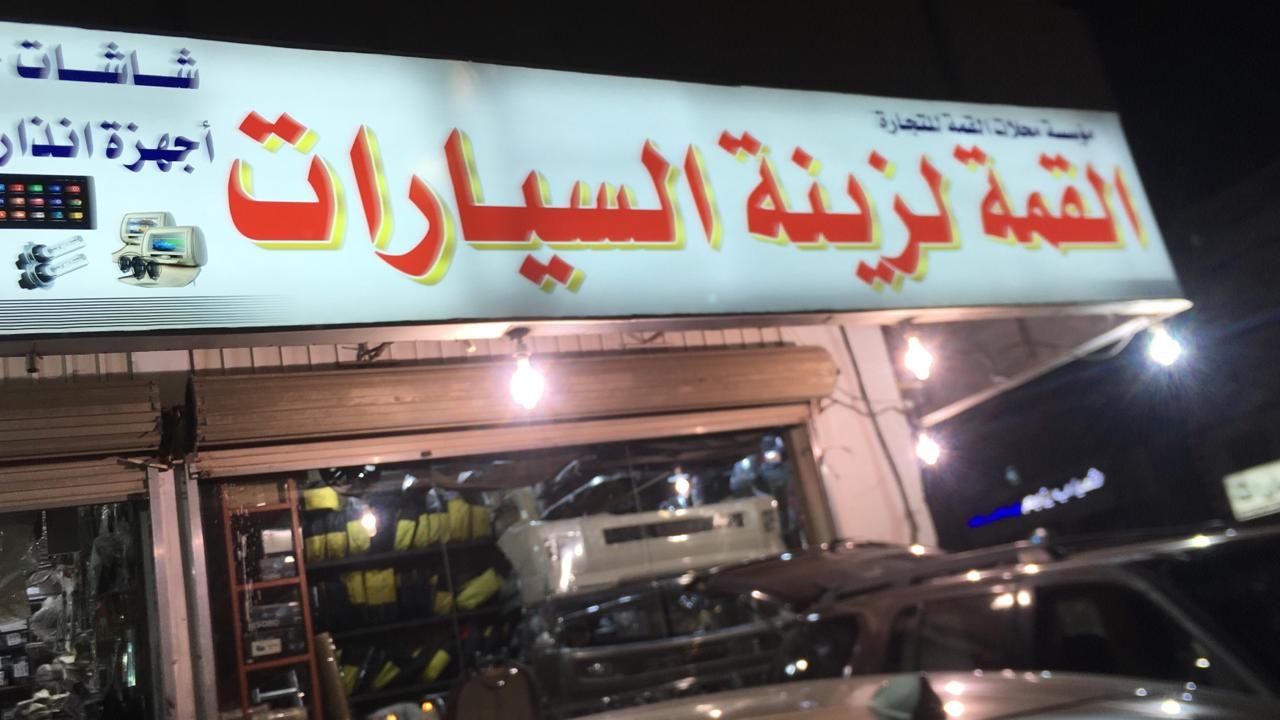 مؤسسة محلات القمة للتجارة
القمة لزينة السيارات
شاشات
أجهزة انذار